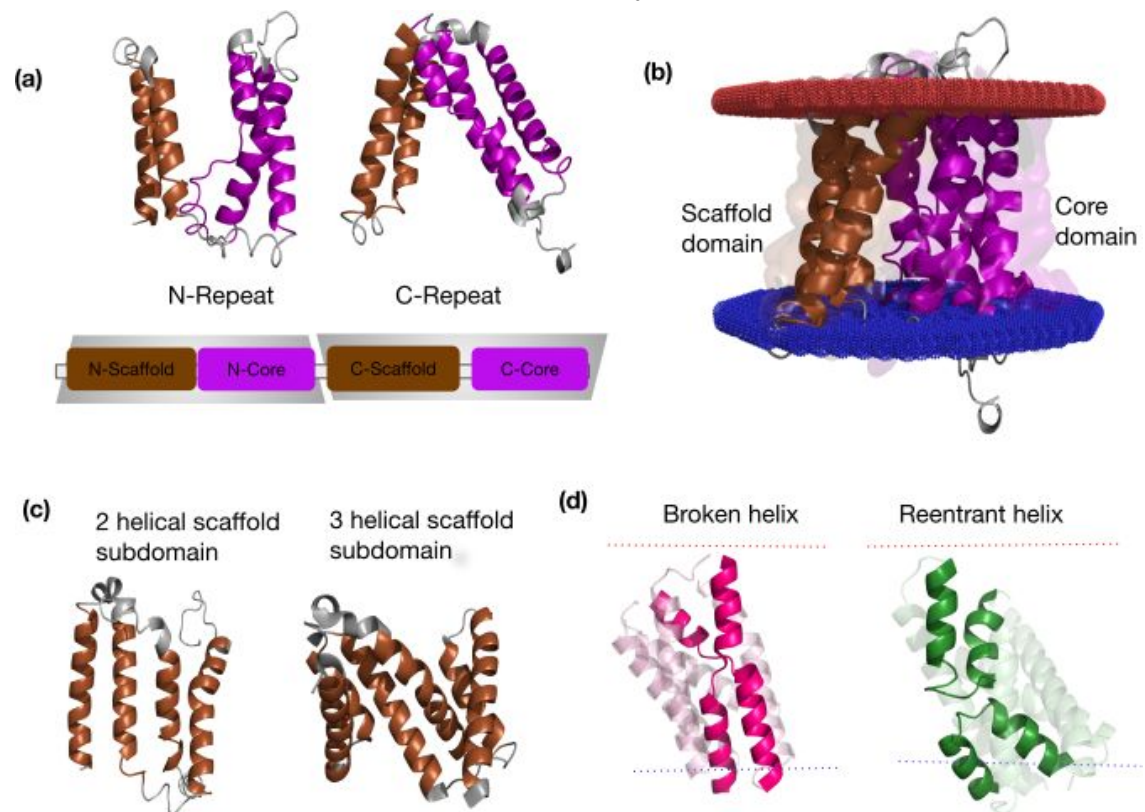 (a)
N-Repeat
C-Repeat
N-Scaffold
N-Core
C-Scaffold
C-Core
(b)
Scaffold
domain
Core
domain
(c)
2 helical scaffold
subdomain
3 helical scaffold
subdomain
(d)
Broken helix
Reentrant helix